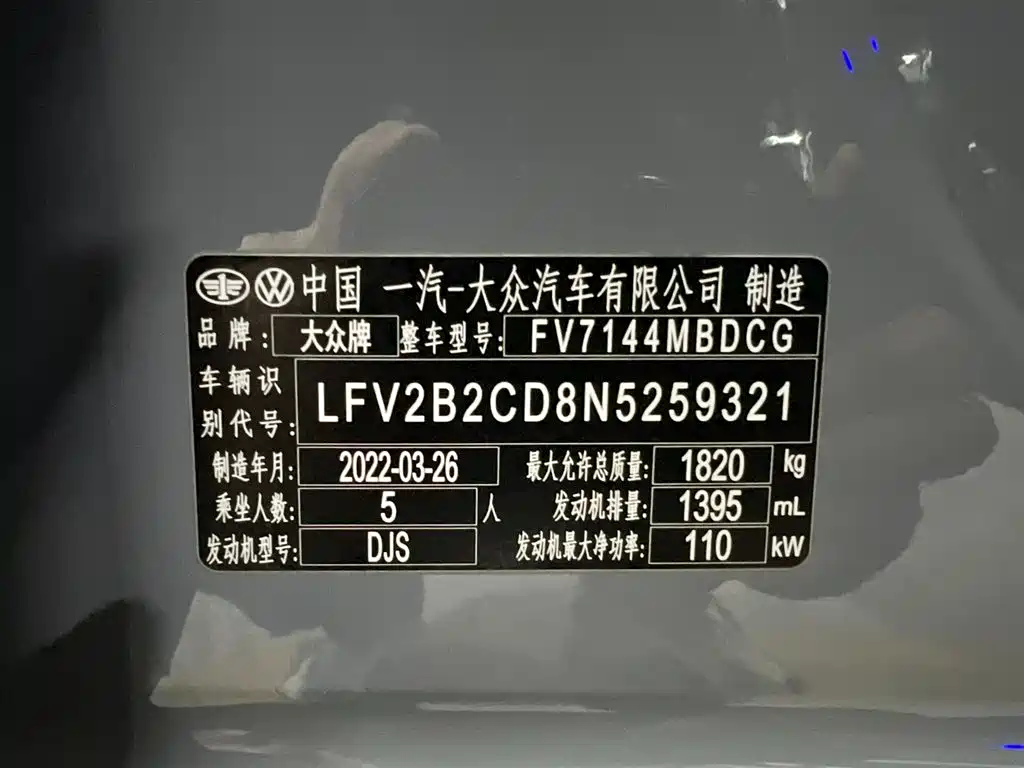 中国 一汽-大众汽车有限公司 制造
品牌: 大众牌 整车型号: FV7144MBDCG
车辆识别代号: LFV2B2CD8N5259321
制造年月: 2022-03-26 最大允许总质量: 1820 kg
乘坐人数: 5 人 发动机排量: 1395 mL
发动机型号: DJS 发动机最大净功率: 110 kW